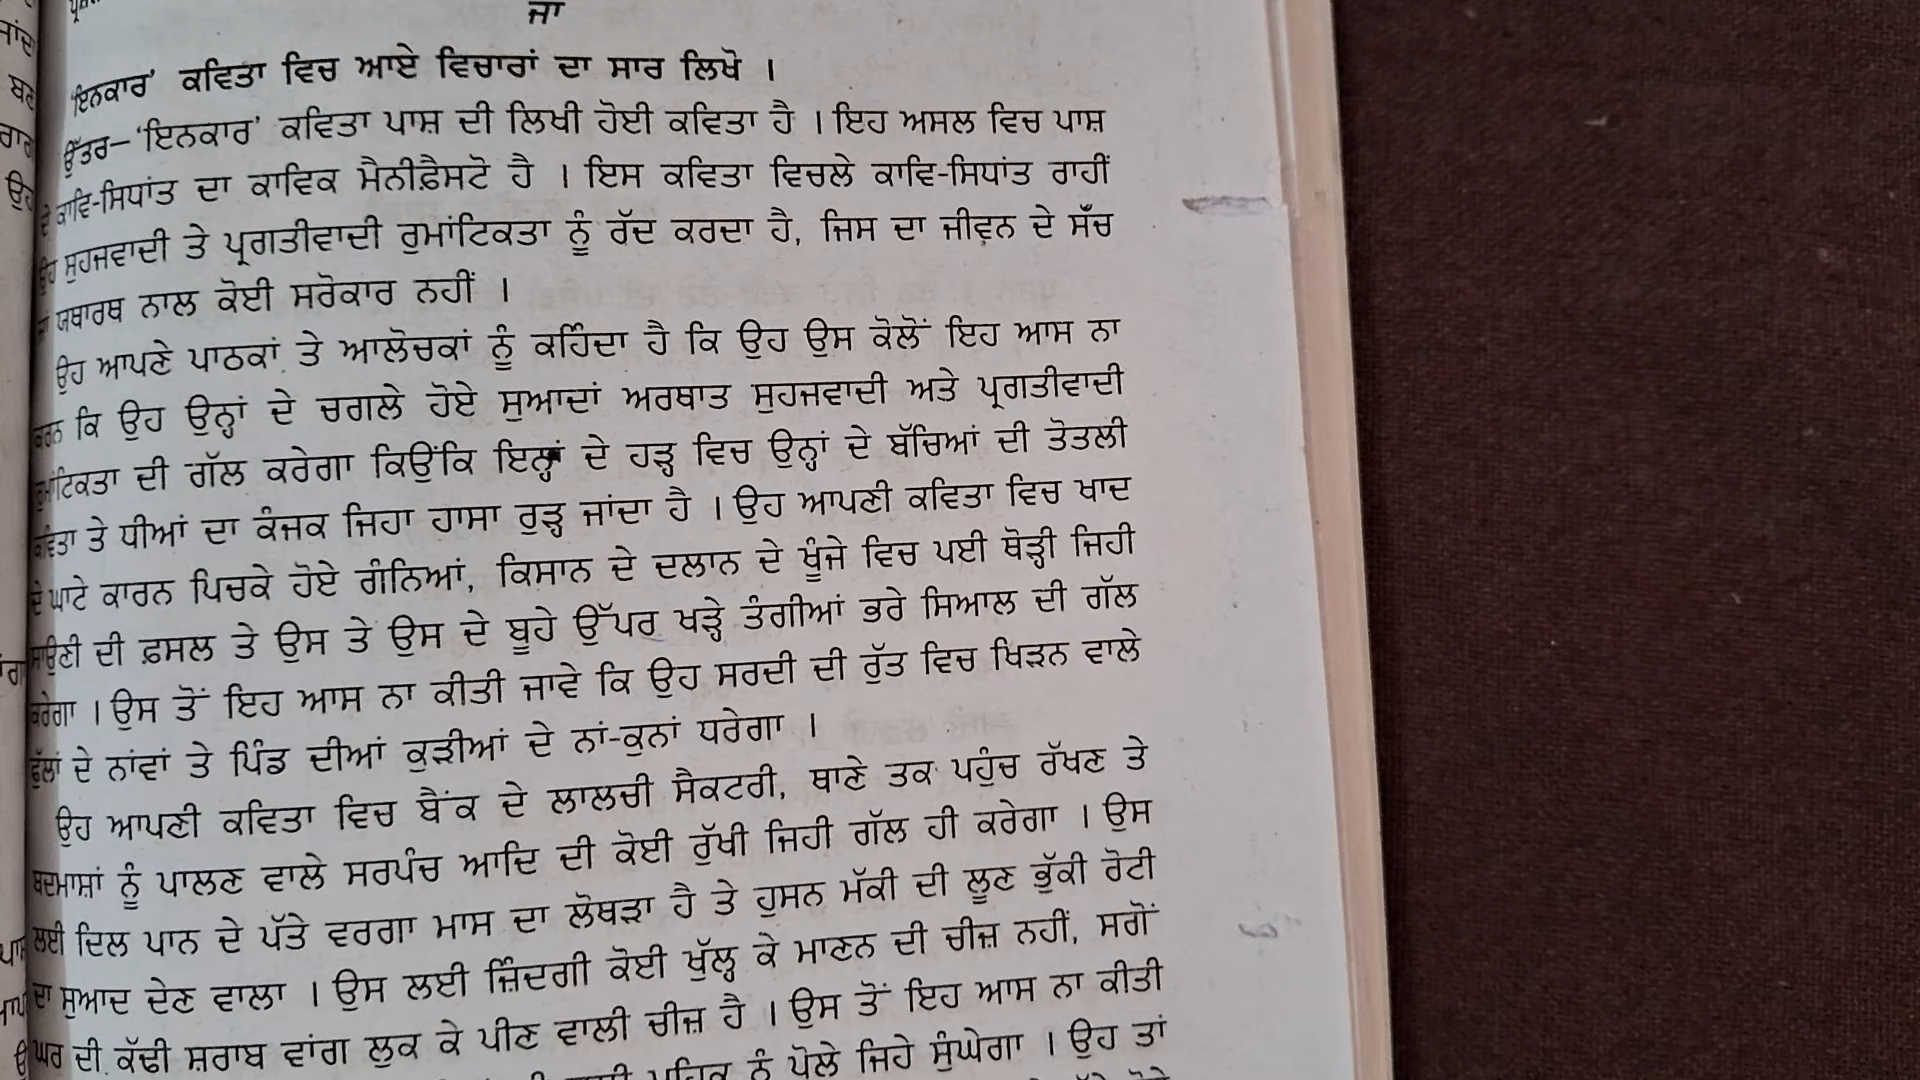 ਜਾ
'ਇਨਕਾਰ' ਕਵਿਤਾ ਵਿਚ ਆਏ ਵਿਚਾਰਾਂ ਦਾ ਸਾਰ ਲਿਖੋ ।
ਉੱਤਰ—'ਇਨਕਾਰ' ਕਵਿਤਾ ਪਾਸ਼ ਦੀ ਲਿਖੀ ਹੋਈ ਕਵਿਤਾ ਹੈ । ਇਹ ਅਸਲ ਵਿਚ ਪਾਸ਼
ਦੇ ਕਾਵਿ-ਸਿਧਾਂਤ ਦਾ ਕਾਵਿਕ ਮੈਨੀਫ਼ੈਸਟੋ ਹੈ । ਇਸ ਕਵਿਤਾ ਵਿਚਲੇ ਕਾਵਿ-ਸਿਧਾਂਤ ਰਾਹੀਂ
ਉਹ ਸੁਹਜਵਾਦੀ ਤੇ ਪ੍ਰਗਤੀਵਾਦੀ ਰੁਮਾਂਟਿਕਤਾ ਨੂੰ ਰੱਦ ਕਰਦਾ ਹੈ, ਜਿਸ ਦਾ ਜੀਵਨ ਦੇ ਸੱਚ
ਯਥਾਰਥ ਨਾਲ ਕੋਈ ਸਰੋਕਾਰ ਨਹੀਂ ।
ਉਹ ਆਪਣੇ ਪਾਠਕਾਂ ਤੇ ਆਲੋਚਕਾਂ ਨੂੰ ਕਹਿੰਦਾ ਹੈ ਕਿ ਉਹ ਉਸ ਕੋਲੋਂ ਇਹ ਆਸ ਨਾ
ਕਰਨ ਕਿ ਉਹ ਉਨ੍ਹਾਂ ਦੇ ਚਗਲੇ ਹੋਏ ਸੁਆਦਾਂ ਅਰਥਾਤ ਸੁਹਜਵਾਦੀ ਅਤੇ ਪ੍ਰਗਤੀਵਾਦੀ
ਰੁਮਾਂਟਿਕਤਾ ਦੀ ਗੱਲ ਕਰੇਗਾ ਕਿਉਂਕਿ ਇਨ੍ਹਾਂ ਦੇ ਹੜ੍ਹ ਵਿਚ ਉਨ੍ਹਾਂ ਦੇ ਬੱਚਿਆਂ ਦੀ ਤੋਤਲੀ
ਕਵਿਤਾ ਤੇ ਧੀਆਂ ਦਾ ਕੰਜਕ ਜਿਹਾ ਹਾਸਾ ਰੁੜ੍ਹ ਜਾਂਦਾ ਹੈ । ਉਹ ਆਪਣੀ ਕਵਿਤਾ ਵਿਚ ਖਾਦ
ਦੇ ਘਾਟੇ ਕਾਰਨ ਪਿਚਕੇ ਹੋਏ ਗੰਨਿਆਂ, ਕਿਸਾਨ ਦੇ ਦਲਾਨ ਦੇ ਖੂੰਜੇ ਵਿਚ ਪਈ ਥੋੜ੍ਹੀ ਜਿਹੀ
ਸਾਉਣੀ ਦੀ ਫ਼ਸਲ ਤੇ ਉਸ ਤੇ ਉਸ ਦੇ ਬੂਹੇ ਉੱਪਰ ਖੜ੍ਹੇ ਤੰਗੀਆਂ ਭਰੇ ਸਿਆਲ ਦੀ ਗੱਲ
ਕਰੇਗਾ । ਉਸ ਤੋਂ ਇਹ ਆਸ ਨਾ ਕੀਤੀ ਜਾਵੇ ਕਿ ਉਹ ਸਰਦੀ ਦੀ ਰੁੱਤ ਵਿਚ ਖਿੜਨ ਵਾਲੇ
ਫੁੱਲਾਂ ਦੇ ਨਾਂਵਾਂ ਤੇ ਪਿੰਡ ਦੀਆਂ ਕੁੜੀਆਂ ਦੇ ਨਾਂ-ਕੁਨਾਂ ਧਰੇਗਾ ।
ਉਹ ਆਪਣੀ ਕਵਿਤਾ ਵਿਚ ਬੈਂਕ ਦੇ ਲਾਲਚੀ ਸੈਕਟਰੀ, ਥਾਣੇ ਤਕ ਪਹੁੰਚ ਰੱਖਣ ਤੇ
ਬਦਮਾਸ਼ਾਂ ਨੂੰ ਪਾਲਣ ਵਾਲੇ ਸਰਪੰਚ ਆਦਿ ਦੀ ਕੋਈ ਰੁੱਖੀ ਜਿਹੀ ਗੱਲ ਹੀ ਕਰੇਗਾ । ਉਸ
ਲਈ ਦਿਲ ਪਾਨ ਦੇ ਪੱਤੇ ਵਰਗਾ ਮਾਸ ਦਾ ਲੋਥੜਾ ਹੈ ਤੇ ਹੁਸਨ ਮੱਕੀ ਦੀ ਲੂਣ ਭੁੱਕੀ ਰੋਟੀ
ਦਾ ਸੁਆਦ ਦੇਣ ਵਾਲਾ । ਉਸ ਲਈ ਜ਼ਿੰਦਗੀ ਕੋਈ ਖੁੱਲ੍ਹ ਕੇ ਮਾਣਨ ਦੀ ਚੀਜ਼ ਨਹੀਂ, ਸਗੋਂ
ਘਰ ਦੀ ਕੱਢੀ ਸ਼ਰਾਬ ਵਾਂਗ ਲੁਕ ਕੇ ਪੀਣ ਵਾਲੀ ਚੀਜ਼ ਹੈ । ਉਸ ਤੋਂ ਇਹ ਆਸ ਨਾ ਕੀਤੀ
ਨੂੰ ਪੋਲੇ ਜਿਹੇ ਸੁੰਘੇਗਾ । ਉਹ ਤਾਂ